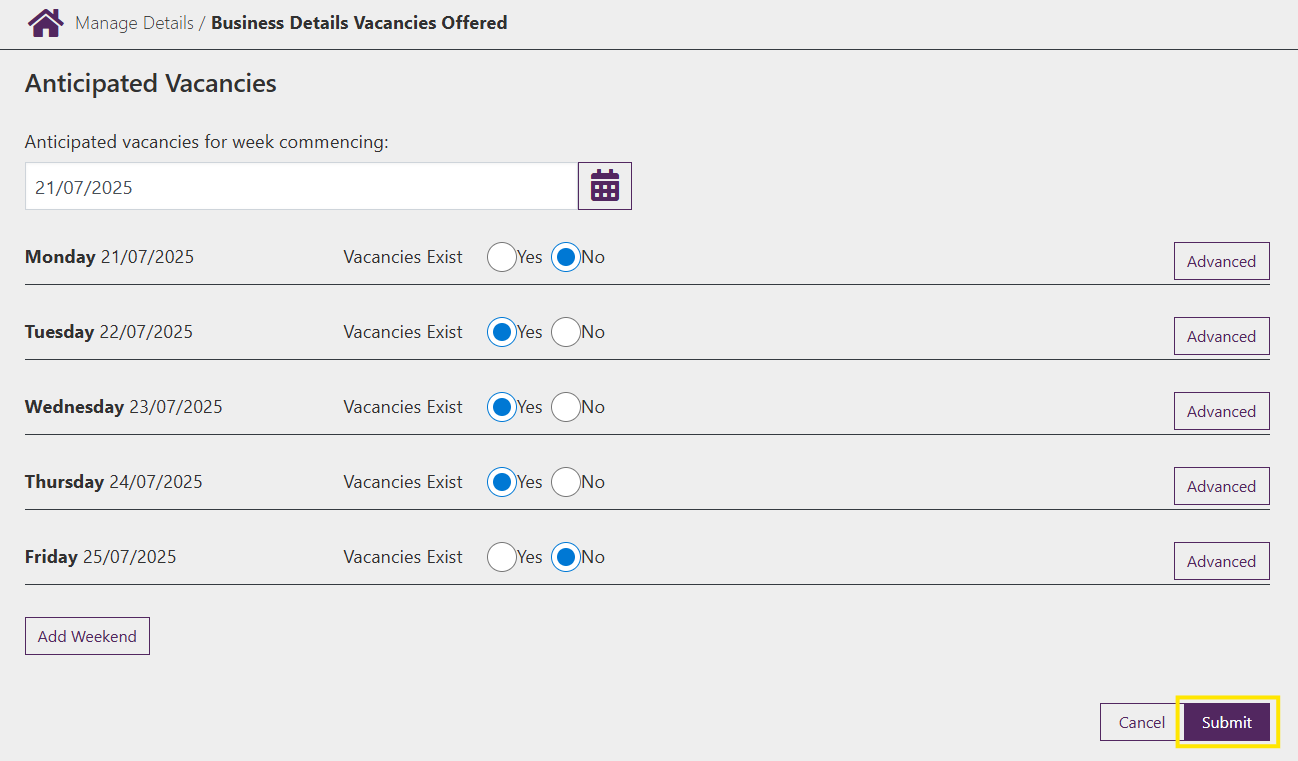 Manage Details / Business Details Vacancies Offered
Anticipated Vacancies
Anticipated vacancies for week commencing:
21/07/2025
Monday 21/07/2025 Vacancies Exist Yes No Advanced
Tuesday 22/07/2025 Vacancies Exist Yes No Advanced
Wednesday 23/07/2025 Vacancies Exist Yes No Advanced
Thursday 24/07/2025 Vacancies Exist Yes No Advanced
Friday 25/07/2025 Vacancies Exist Yes No Advanced
Add Weekend
Cancel Submit